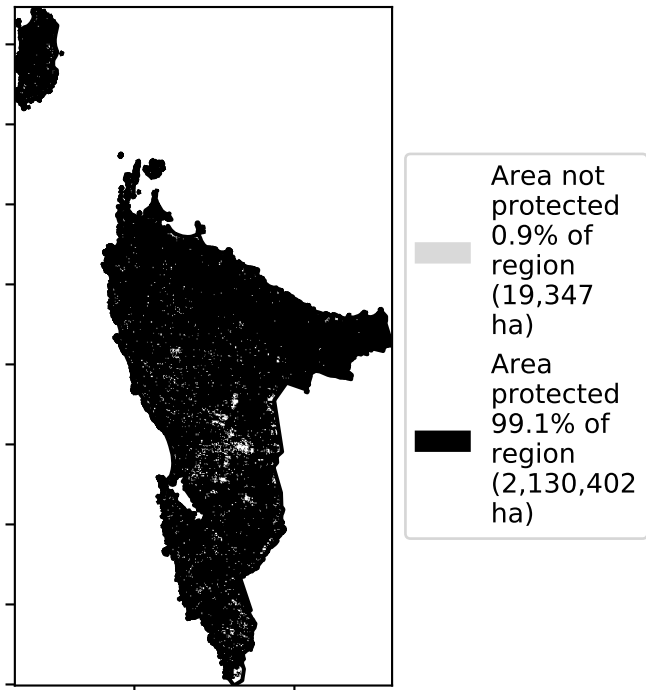 Area not
protected
0.9% of
region
(19,347
ha)
Area
protected
99.1% of
region
(2,130,402
ha)